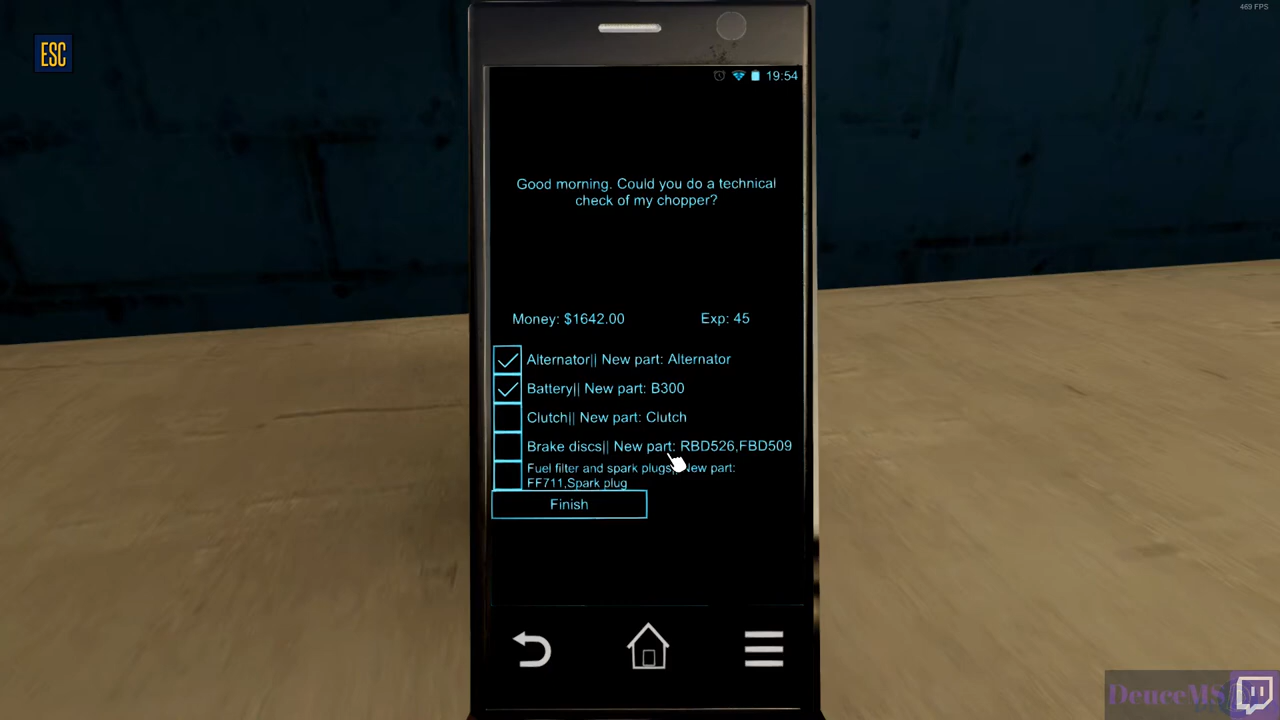 469 FPS
ESC
19:54
Good morning. Could you do a technical
check of my chopper?
Money: $1642.00 Exp: 45
Alternator|| New part: Alternator
Battery|| New part: B300
Clutch|| New part: Clutch
Brake discs|| New part: RBD526,FBD509
Fuel filter and spark plugs|| New part:
FF711,Spark plug
Finish
DeuceMS